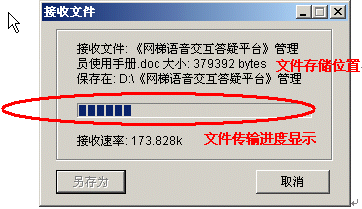 接收文件
接收文件: 《网梯语音交互答疑平台》管理
员使用手册.doc 大小: 379392 bytes
文件存储位置
保存在: D:\《网梯语音交互答疑平台》管理
接收速率: 173.828k
文件传输进度显示
另存为
取消